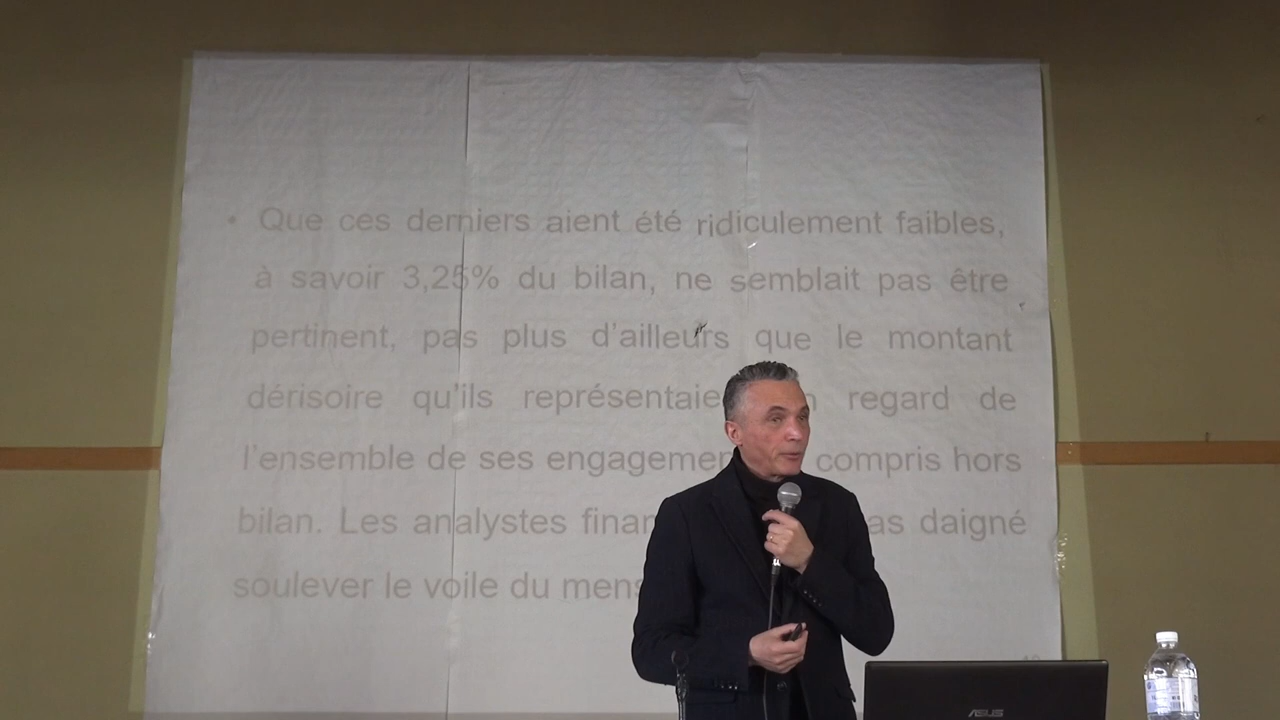 • Que ces derniers aient été ridiculement faibles,
à savoir 3,25% du bilan, ne semblait pas être
pertinent, pas plus d'ailleurs que le montant
dérisoire qu'ils représentaie regard de
l'ensemble de ses engagemen compris hors
bilan. Les analystes finan as daigné
soulever le voile du mens
ASUS